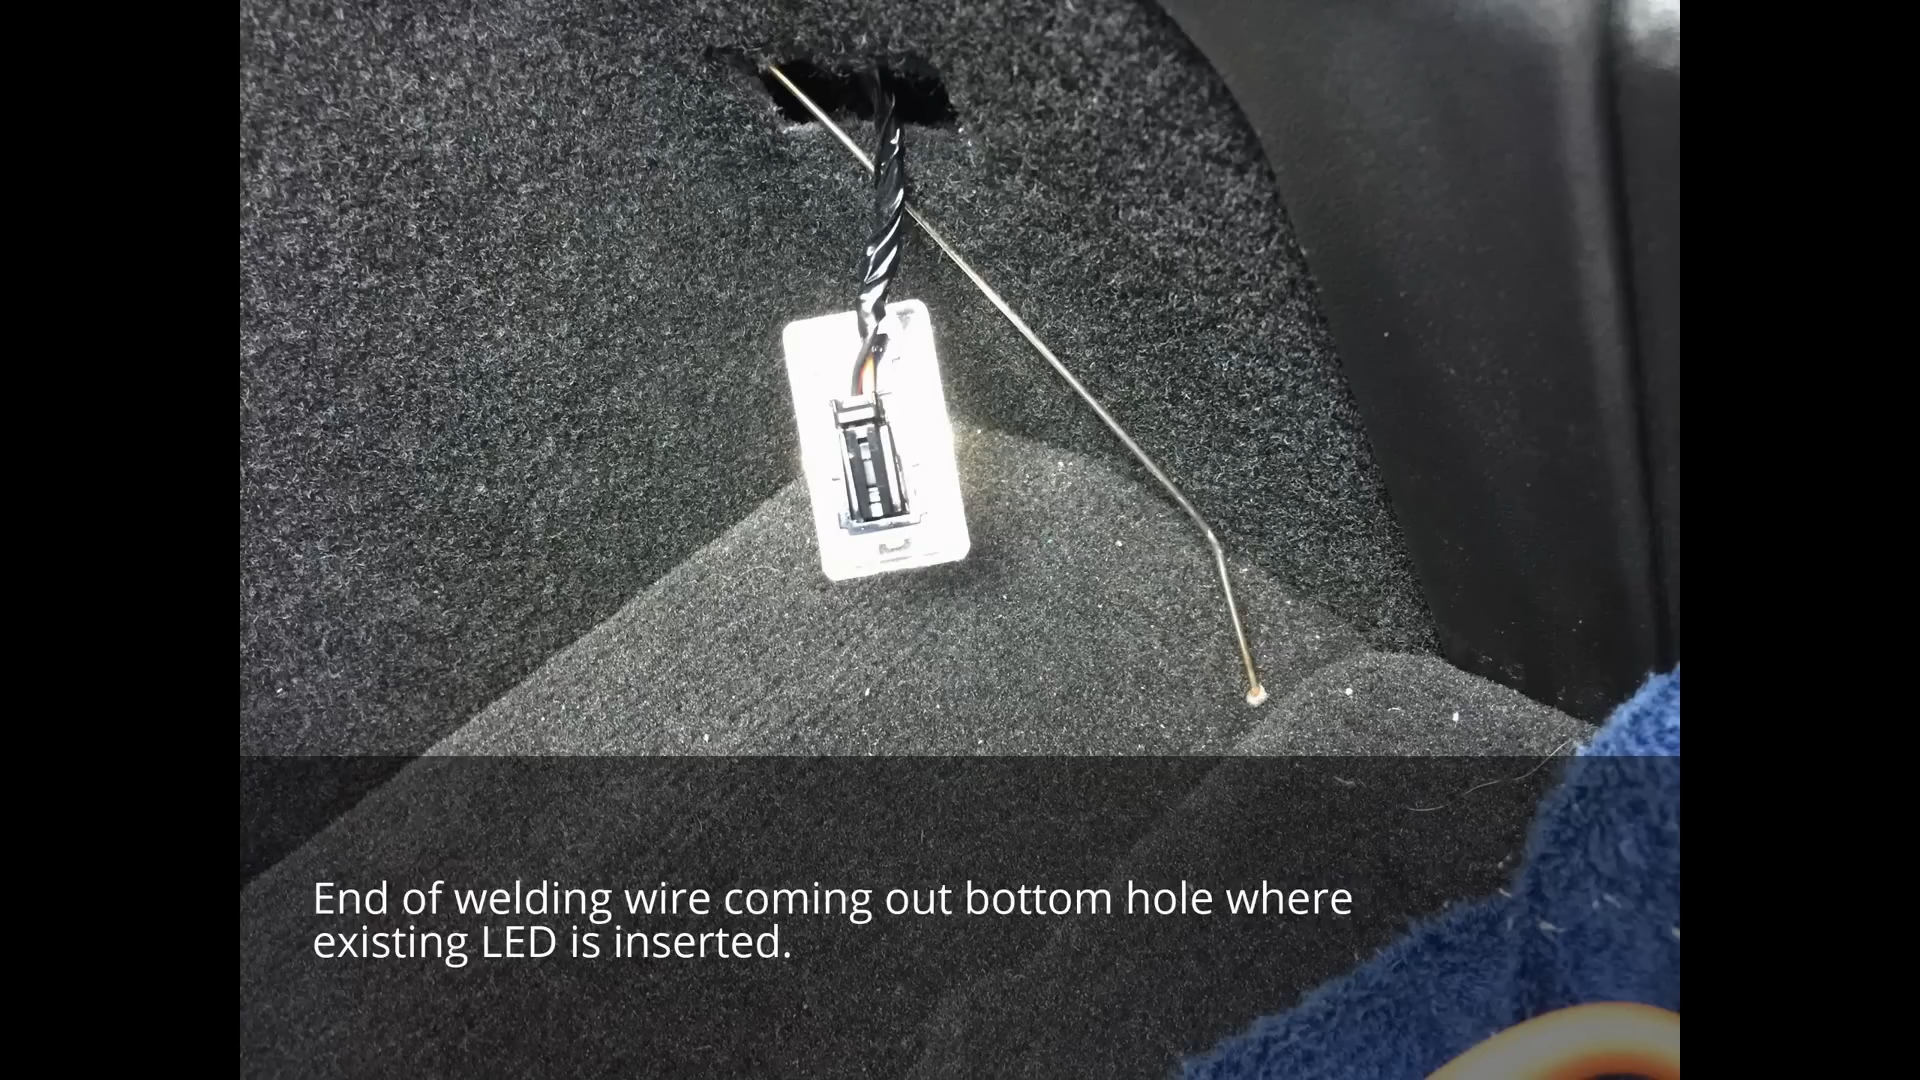 End of welding wire coming out bottom hole where
existing LED is inserted.